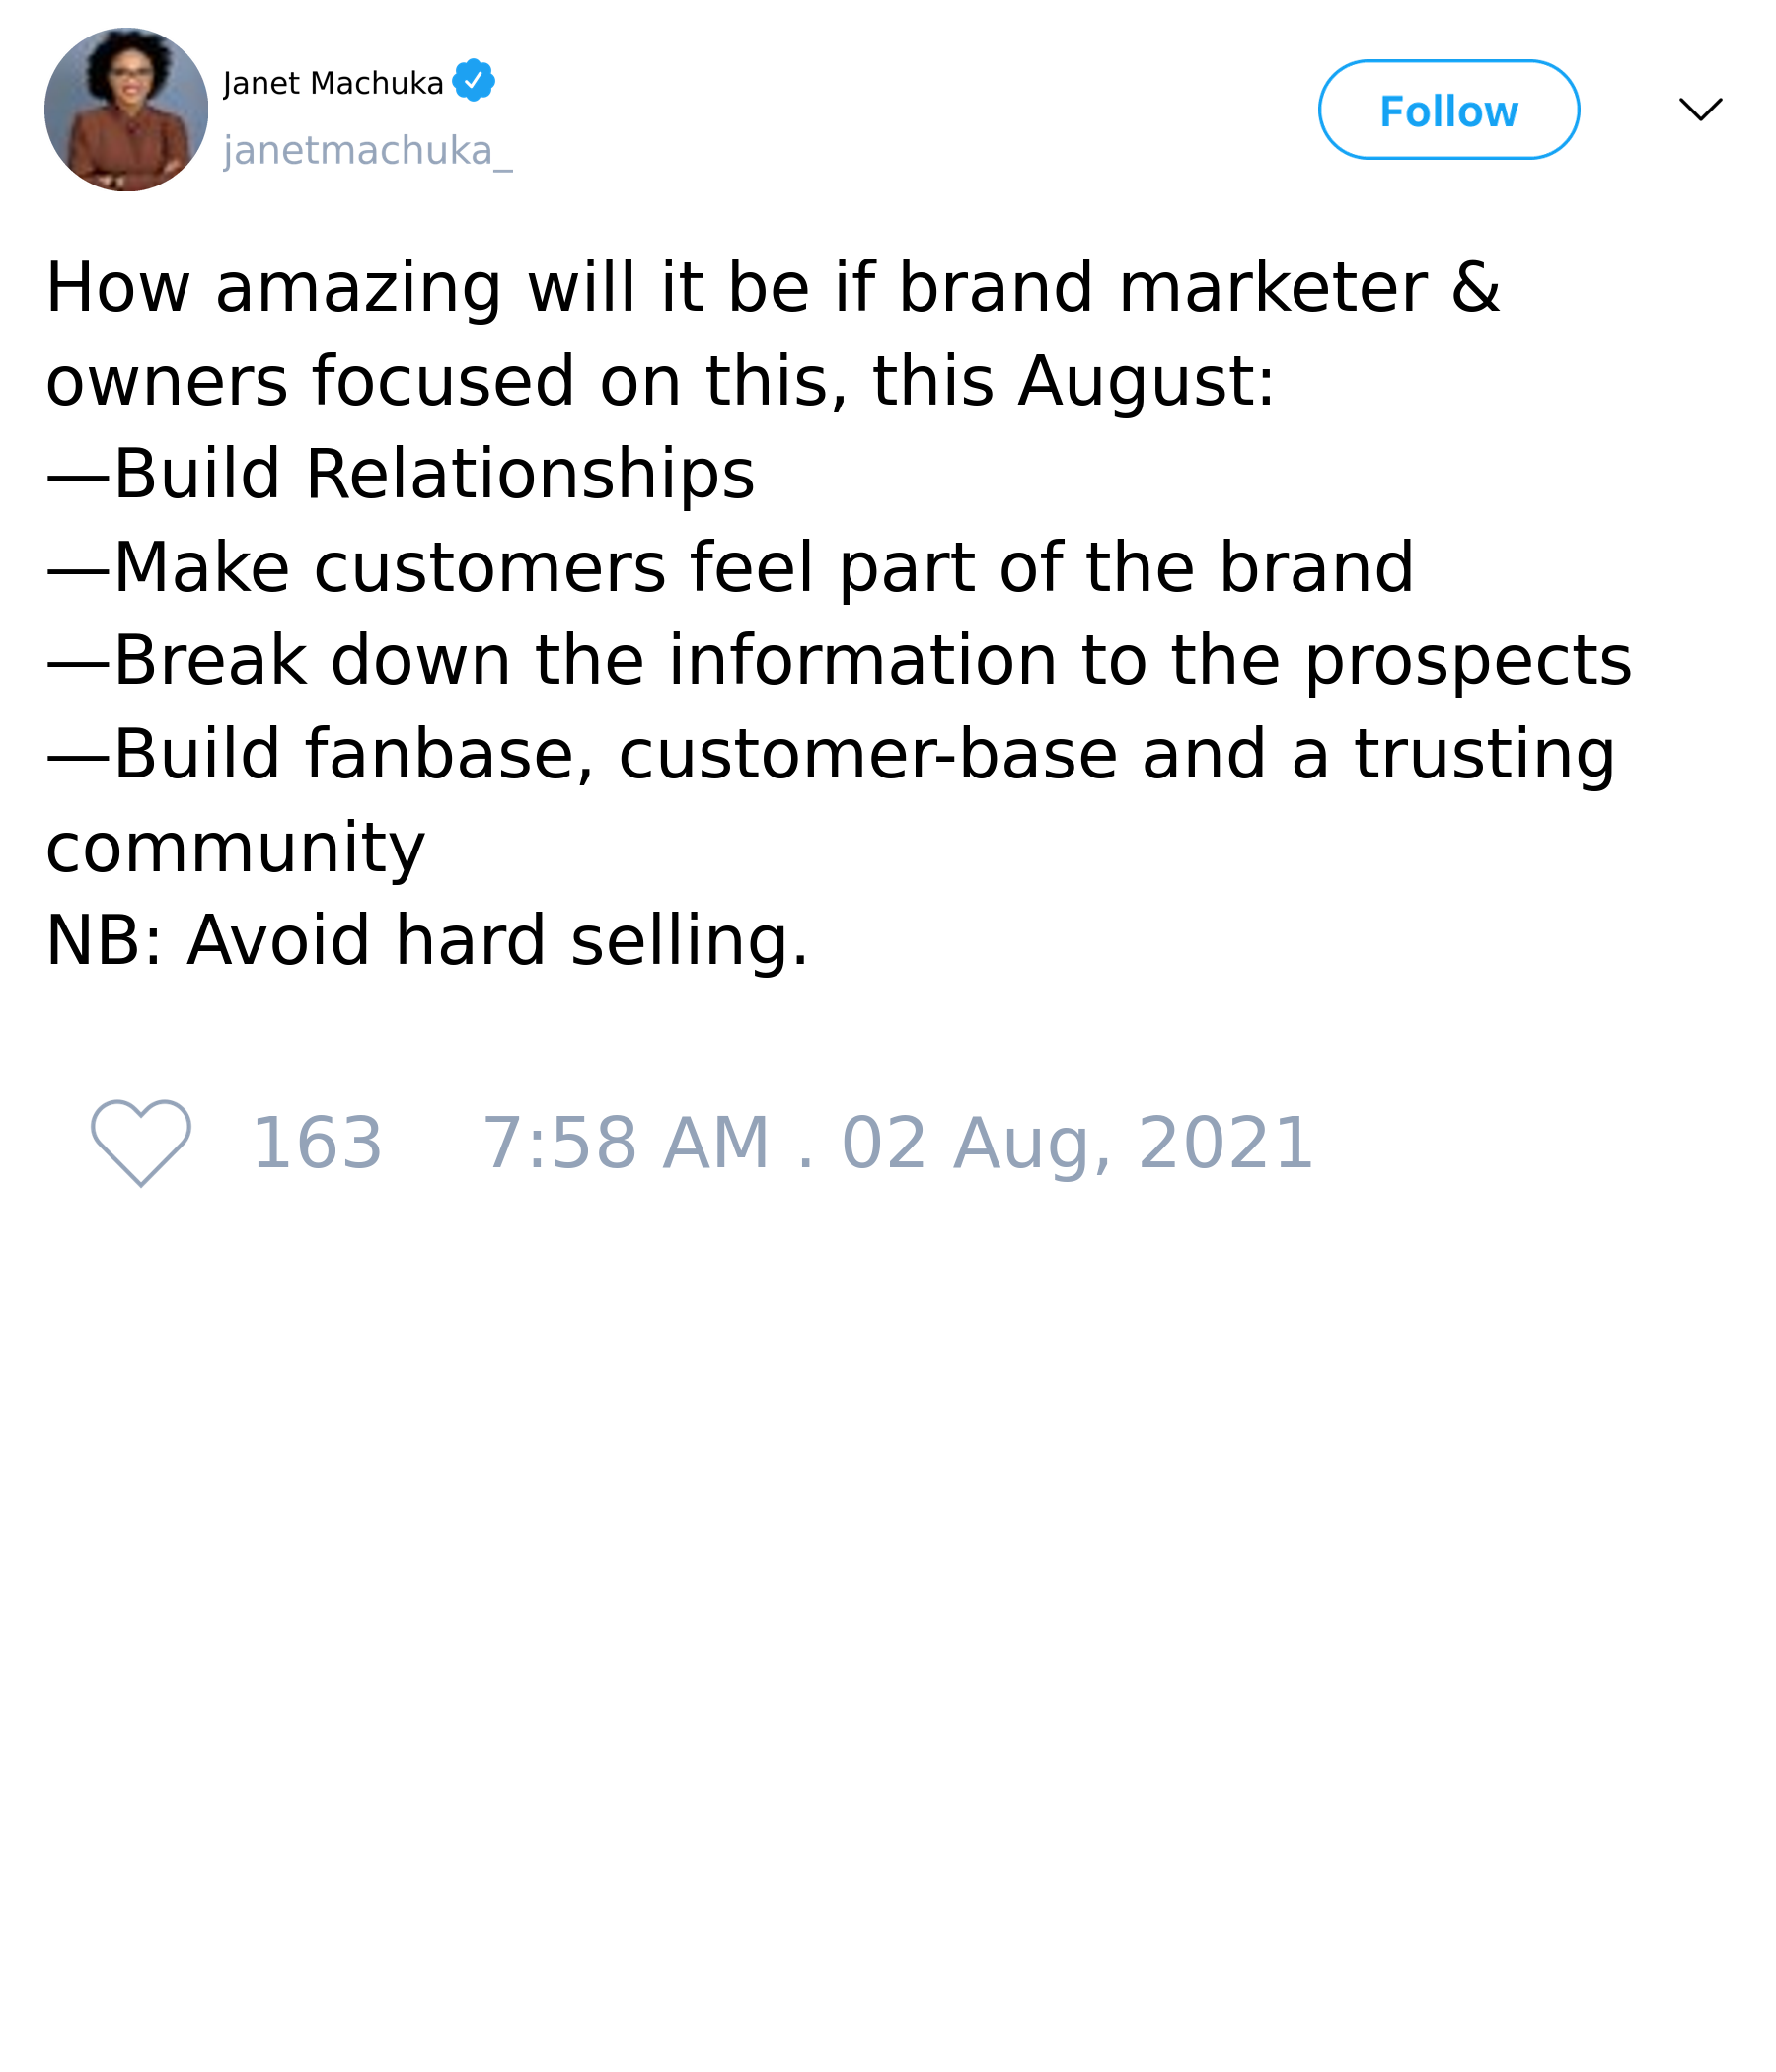 Janet Machuka
janetmachuka_
Follow
How amazing will it be if brand marketer &
owners focused on this, this August:
—Build Relationships
—Make customers feel part of the brand
—Break down the information to the prospects
—Build fanbase, customer-base and a trusting
community
NB: Avoid hard selling.
163 7:58 AM . 02 Aug, 2021